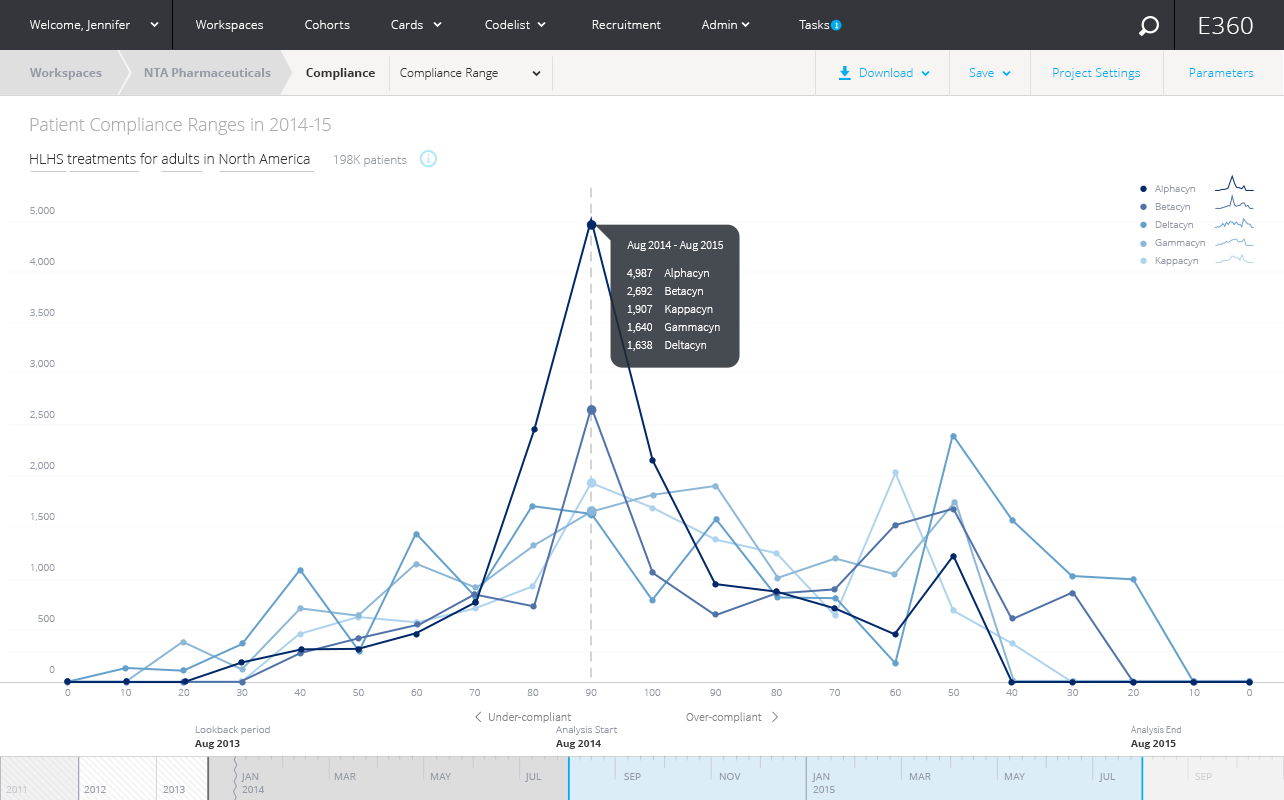 Welcome, Jennifer Workspaces Cohorts Cards Codelist Recruitment Admin Tasks i E360
Workspaces NTA Pharmaceuticals Compliance Compliance Range Download Save Project Settings Parameters
Patient Compliance Ranges in 2014-15
HLHS treatments for adults in North America 198K patients i
Alphacyn
Betacyn
Deltacyn
Gammacyn
Kappacyn
5,000
4,000
3,500
3,000
2,500
2,000
1,500
1,000
500
0
Aug 2014 - Aug 2015
4,987 Alphacyn
2,692 Betacyn
1,907 Kappacyn
1,640 Gammacyn
1,638 Deltacyn
0 10 20 30 40 50 60 70 80 90 100 90 80 70 60 50 40 30 20 10 0
Under-compliant Over-compliant
Lookback period Analysis Start Analysis End
Aug 2013 Aug 2014 Aug 2015
JAN MAR MAY JUL SEP NOV JAN MAR MAY JUL SEP
2011 2012 2013 2014 2015